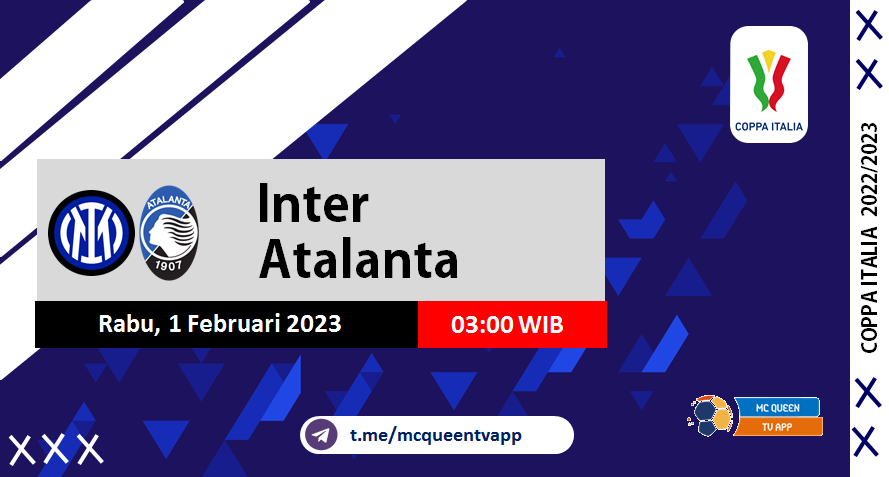 COPPA ITALIA
Inter
Atalanta
ATALANTA
1907
Rabu, 1 Februari 2023
03:00 WIB
COPPA ITALIA 2022/2023
t.me/mcqueentvapp
MC QUEEN
TV APP
XXX